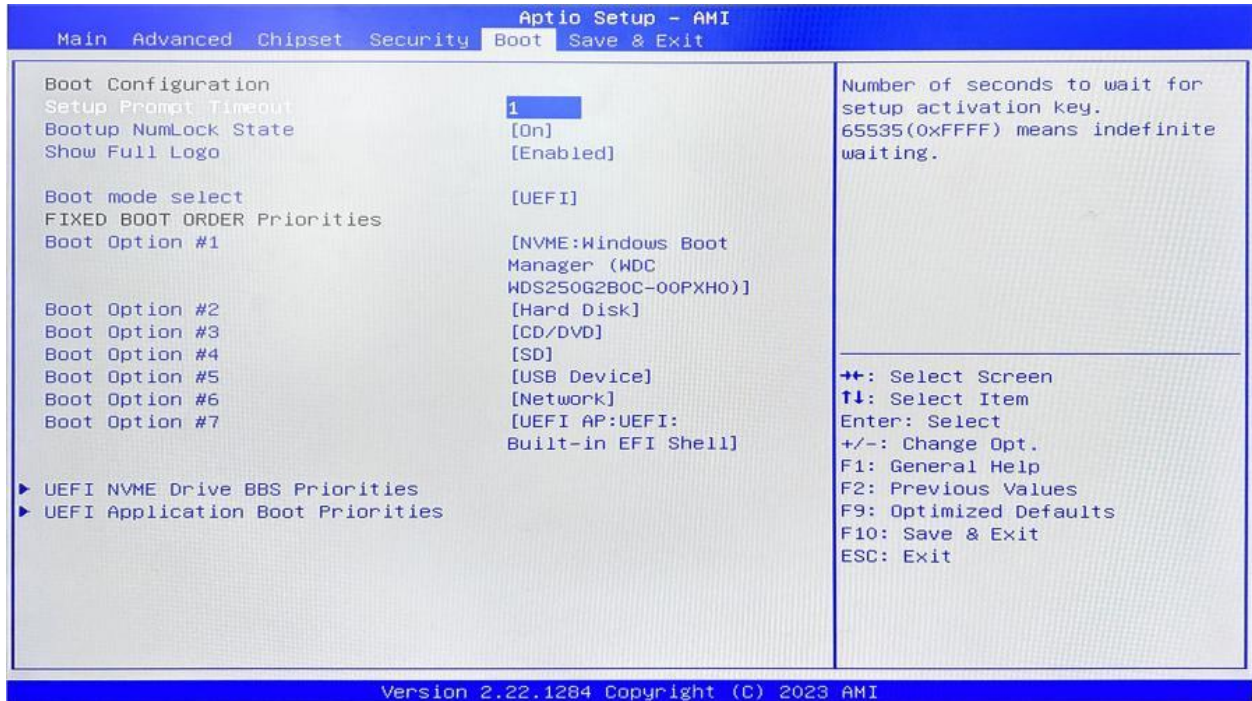 Aptio Setup – AMI
Main Advanced Chipset Security Boot Save & Exit
Boot Configuration
Setup Prompt Timeout 1
Bootup NumLock State [On]
Show Full Logo [Enabled]
Boot mode select [UEFI]
FIXED BOOT ORDER Priorities
Boot Option #1 [NVME:Windows Boot
Manager (WDC
WDS250G2B0C-00PXH0)]
Boot Option #2 [Hard Disk]
Boot Option #3 [CD/DVD]
Boot Option #4 [SD]
Boot Option #5 [USB Device]
Boot Option #6 [Network]
Boot Option #7 [UEFI AP:UEFI:
Built-in EFI Shell]
▶ UEFI NVME Drive BBS Priorities
▶ UEFI Application Boot Priorities
Number of seconds to wait for
setup activation key.
65535(0xFFFF) means indefinite
waiting.
→←: Select Screen
↑↓: Select Item
Enter: Select
+/-: Change Opt.
F1: General Help
F2: Previous Values
F9: Optimized Defaults
F10: Save & Exit
ESC: Exit
Version 2.22.1284 Copyright (C) 2023 AMI